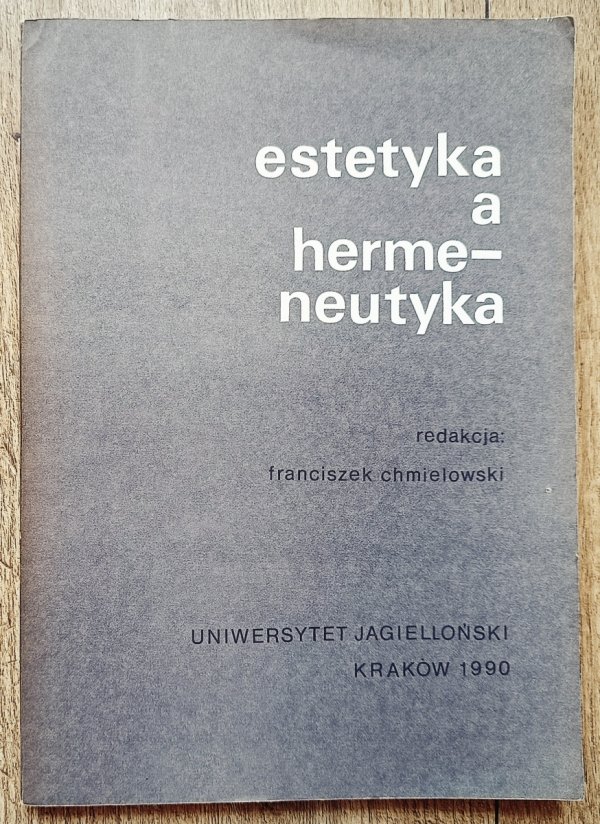 estetyka
a
herme–
neutyka
redakcja:
franciszek chmielowski
UNIWERSYTET JAGIELLOŃSKI
KRAKÓW 1990